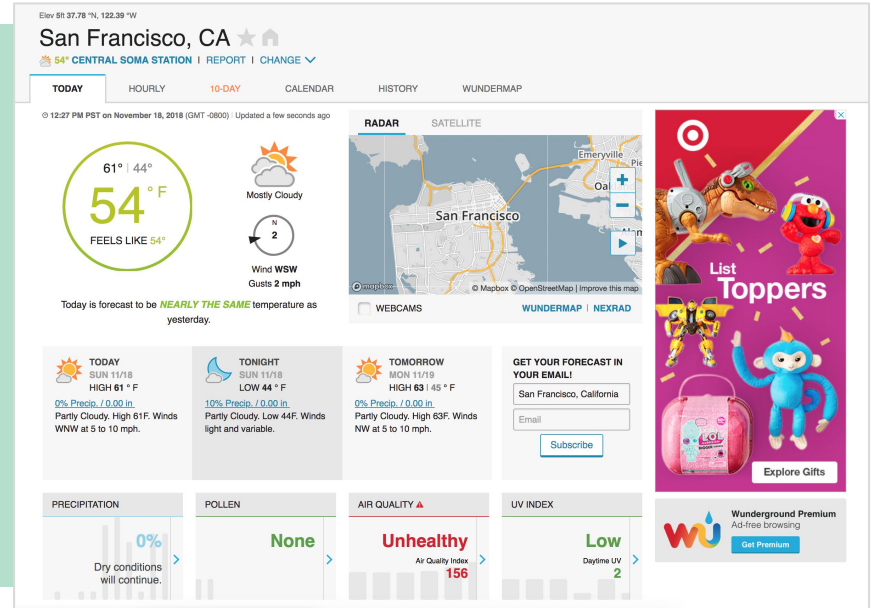 Elev 5ft 37.78 °N, 122.39 °W
San Francisco, CA
54° CENTRAL SOMA STATION | REPORT | CHANGE
TODAY HOURLY 10-DAY CALENDAR HISTORY WUNDERMAP
12:27 PM PST on November 18, 2018 (GMT -0800) | Updated a few seconds ago
61° | 44°
54° F
FEELS LIKE 54°
Mostly Cloudy
N
2
Wind WSW
Gusts 2 mph
Today is forecast to be NEARLY THE SAME temperature as
yesterday.
RADAR SATELLITE
Emeryville
San Francisco
+
−
mapbox
© Mapbox © OpenStreetMap | Improve this map
WEBCAMS
WUNDERMAP | NEXRAD
TODAY
SUN 11/18
HIGH 61 ° F
0% Precip. / 0.00 in
Partly Cloudy. High 61F. Winds
WNW at 5 to 10 mph.
TONIGHT
SUN 11/18
LOW 44 ° F
10% Precip. / 0.00 in
Partly Cloudy. Low 44F. Winds
light and variable.
TOMORROW
MON 11/19
HIGH 63 | 45 ° F
0% Precip. / 0.00 in
Partly Cloudy. High 63F. Winds
NW at 5 to 10 mph.
GET YOUR FORECAST IN
YOUR EMAIL!
San Francisco, California
Email
Subscribe
PRECIPITATION
0%
Dry conditions
will continue.
POLLEN
None
AIR QUALITY
Unhealthy
Air Quality Index
156
UV INDEX
Low
Daytime UV
2
List
Toppers
LOL
Explore Gifts
wu
Wunderground Premium
Ad-free browsing
Get Premium